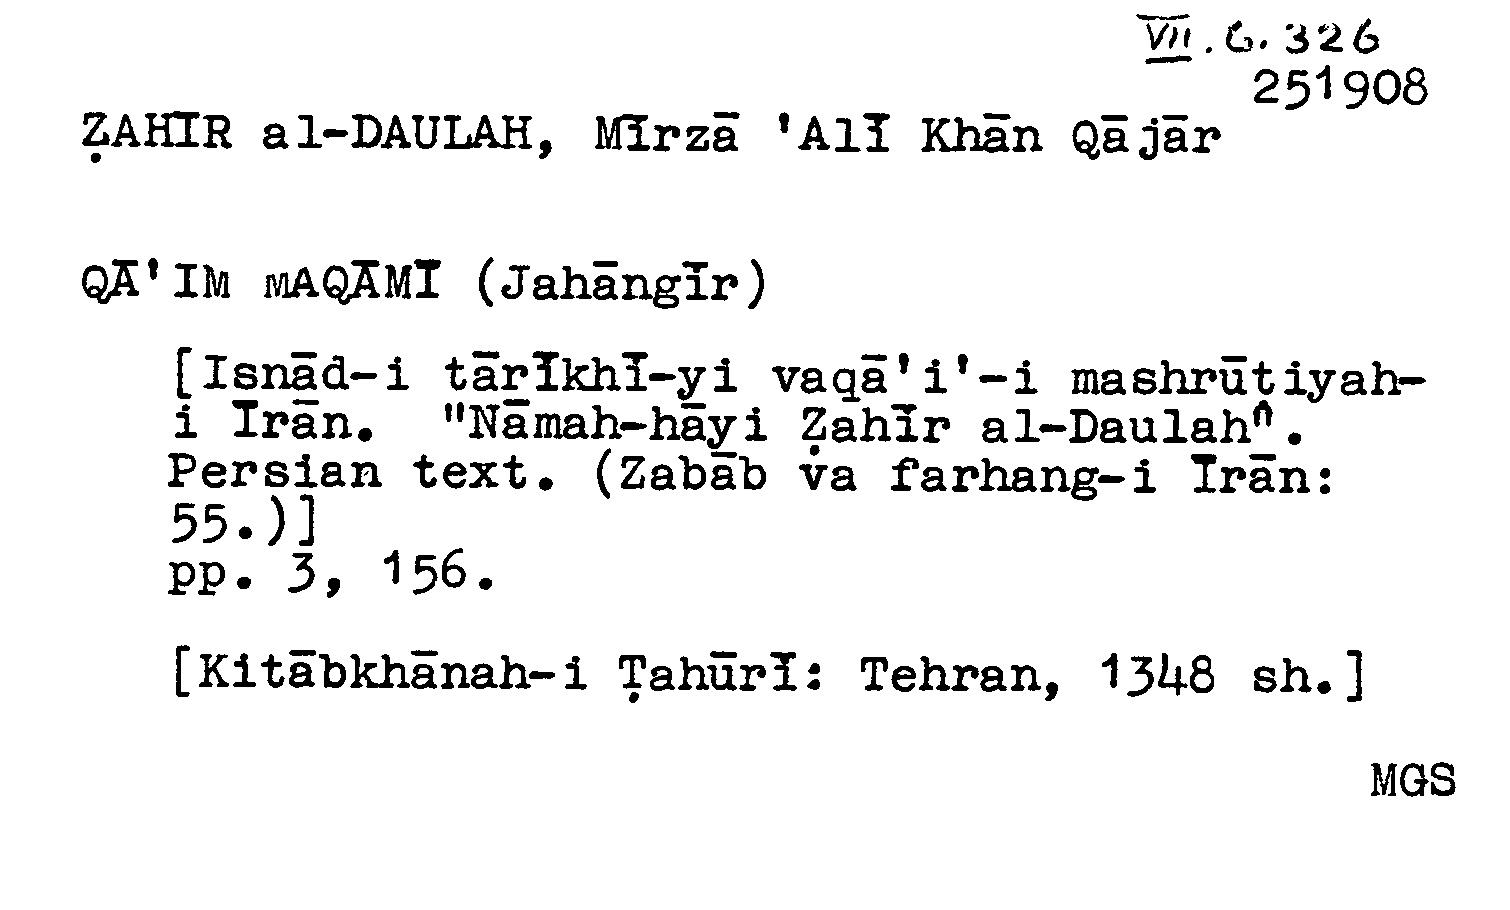 VII.G.326
251908
ẒAHĪR al-DAULAH, Mīrzā 'Alī Khān Qājār
QĀ'IM MAQĀMĪ (Jahāngīr)
[Isnād-i tārīkhī-yi vaqā'i'-i mashrūtiyah-
i Irān. "Nāmah-hāyi Ẓahīr al-Daulah".
Persian text. (Zabāb va farhang-i Īrān:
55.)]
pp. 3, 156.
[Kitābkhānah-i Ṭahūrī: Tehran, 1348 sh.]
MGS